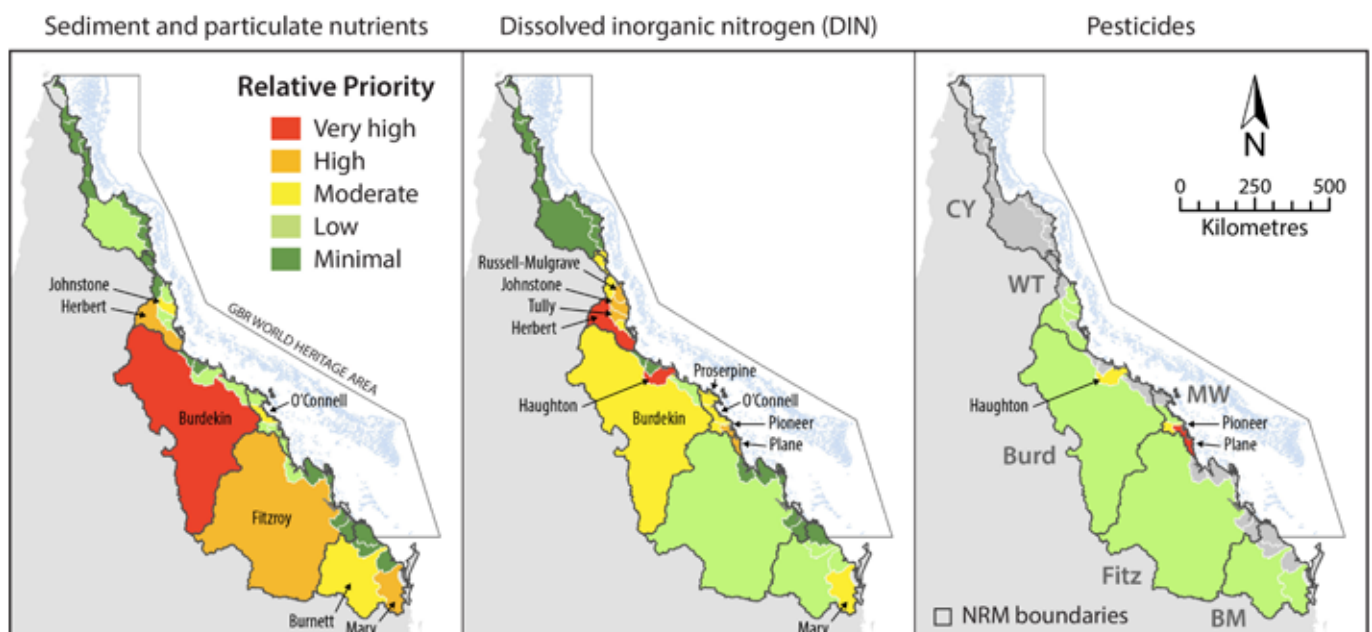 Sediment and particulate nutrients
Dissolved inorganic nitrogen (DIN)
Pesticides
Relative Priority
Very high
High
Moderate
Low
Minimal
Johnstone
Herbert
GBR WORLD HERITAGE AREA
O'Connell
Burdekin
Fitzroy
Burnett
Mary
Russell-Mulgrave
Johnstone
Tully
Herbert
Haughton
Burdekin
Proserpine
O'Connell
Pioneer
Plane
Mary
N
0 250 500
Kilometres
CY
WT
MW
Haughton
Pioneer
Plane
Burd
Fitz
BM
NRM boundaries